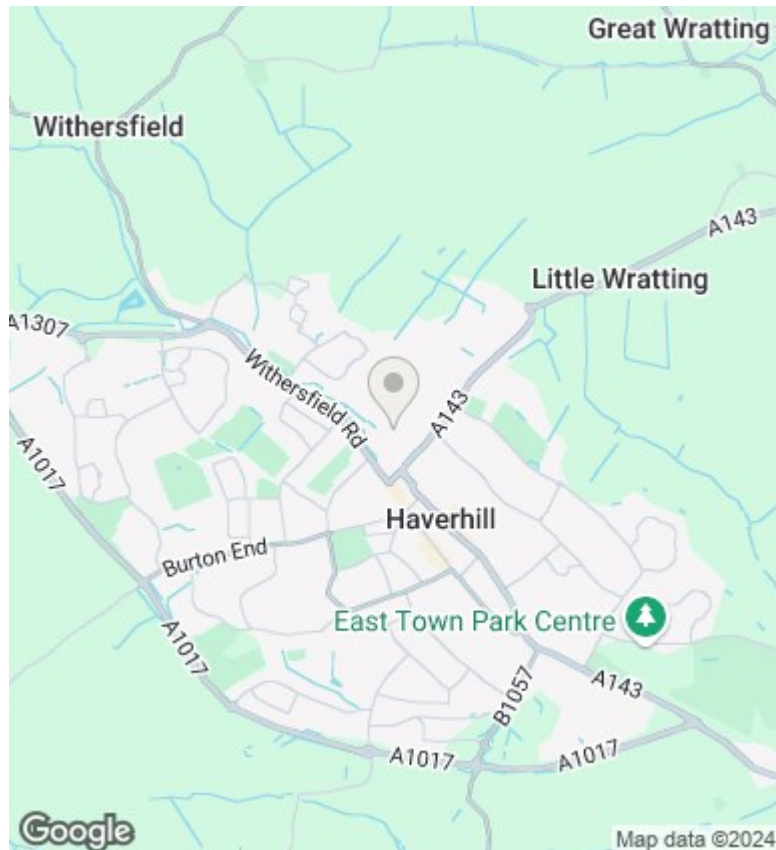 Great Wratting
Withersfield
A143
Little Wratting
A1307
Withersfield Rd
A143
A1017
Haverhill
Burton End
East Town Park Centre
A1017
A143
B1057
A1017
A1017
Google
Map data ©2024